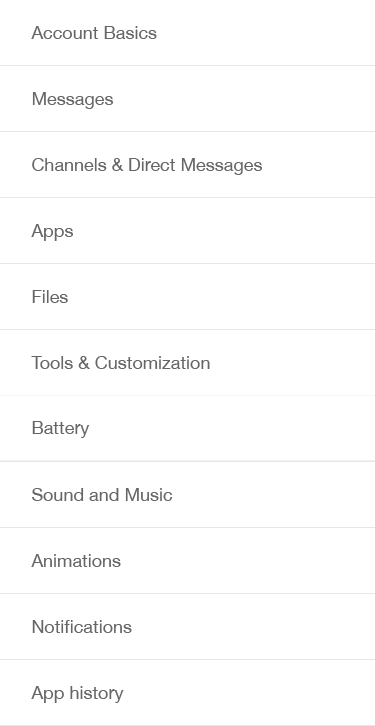 Account Basics
Messages
Channels & Direct Messages
Apps
Files
Tools & Customization
Battery
Sound and Music
Animations
Notifications
App history